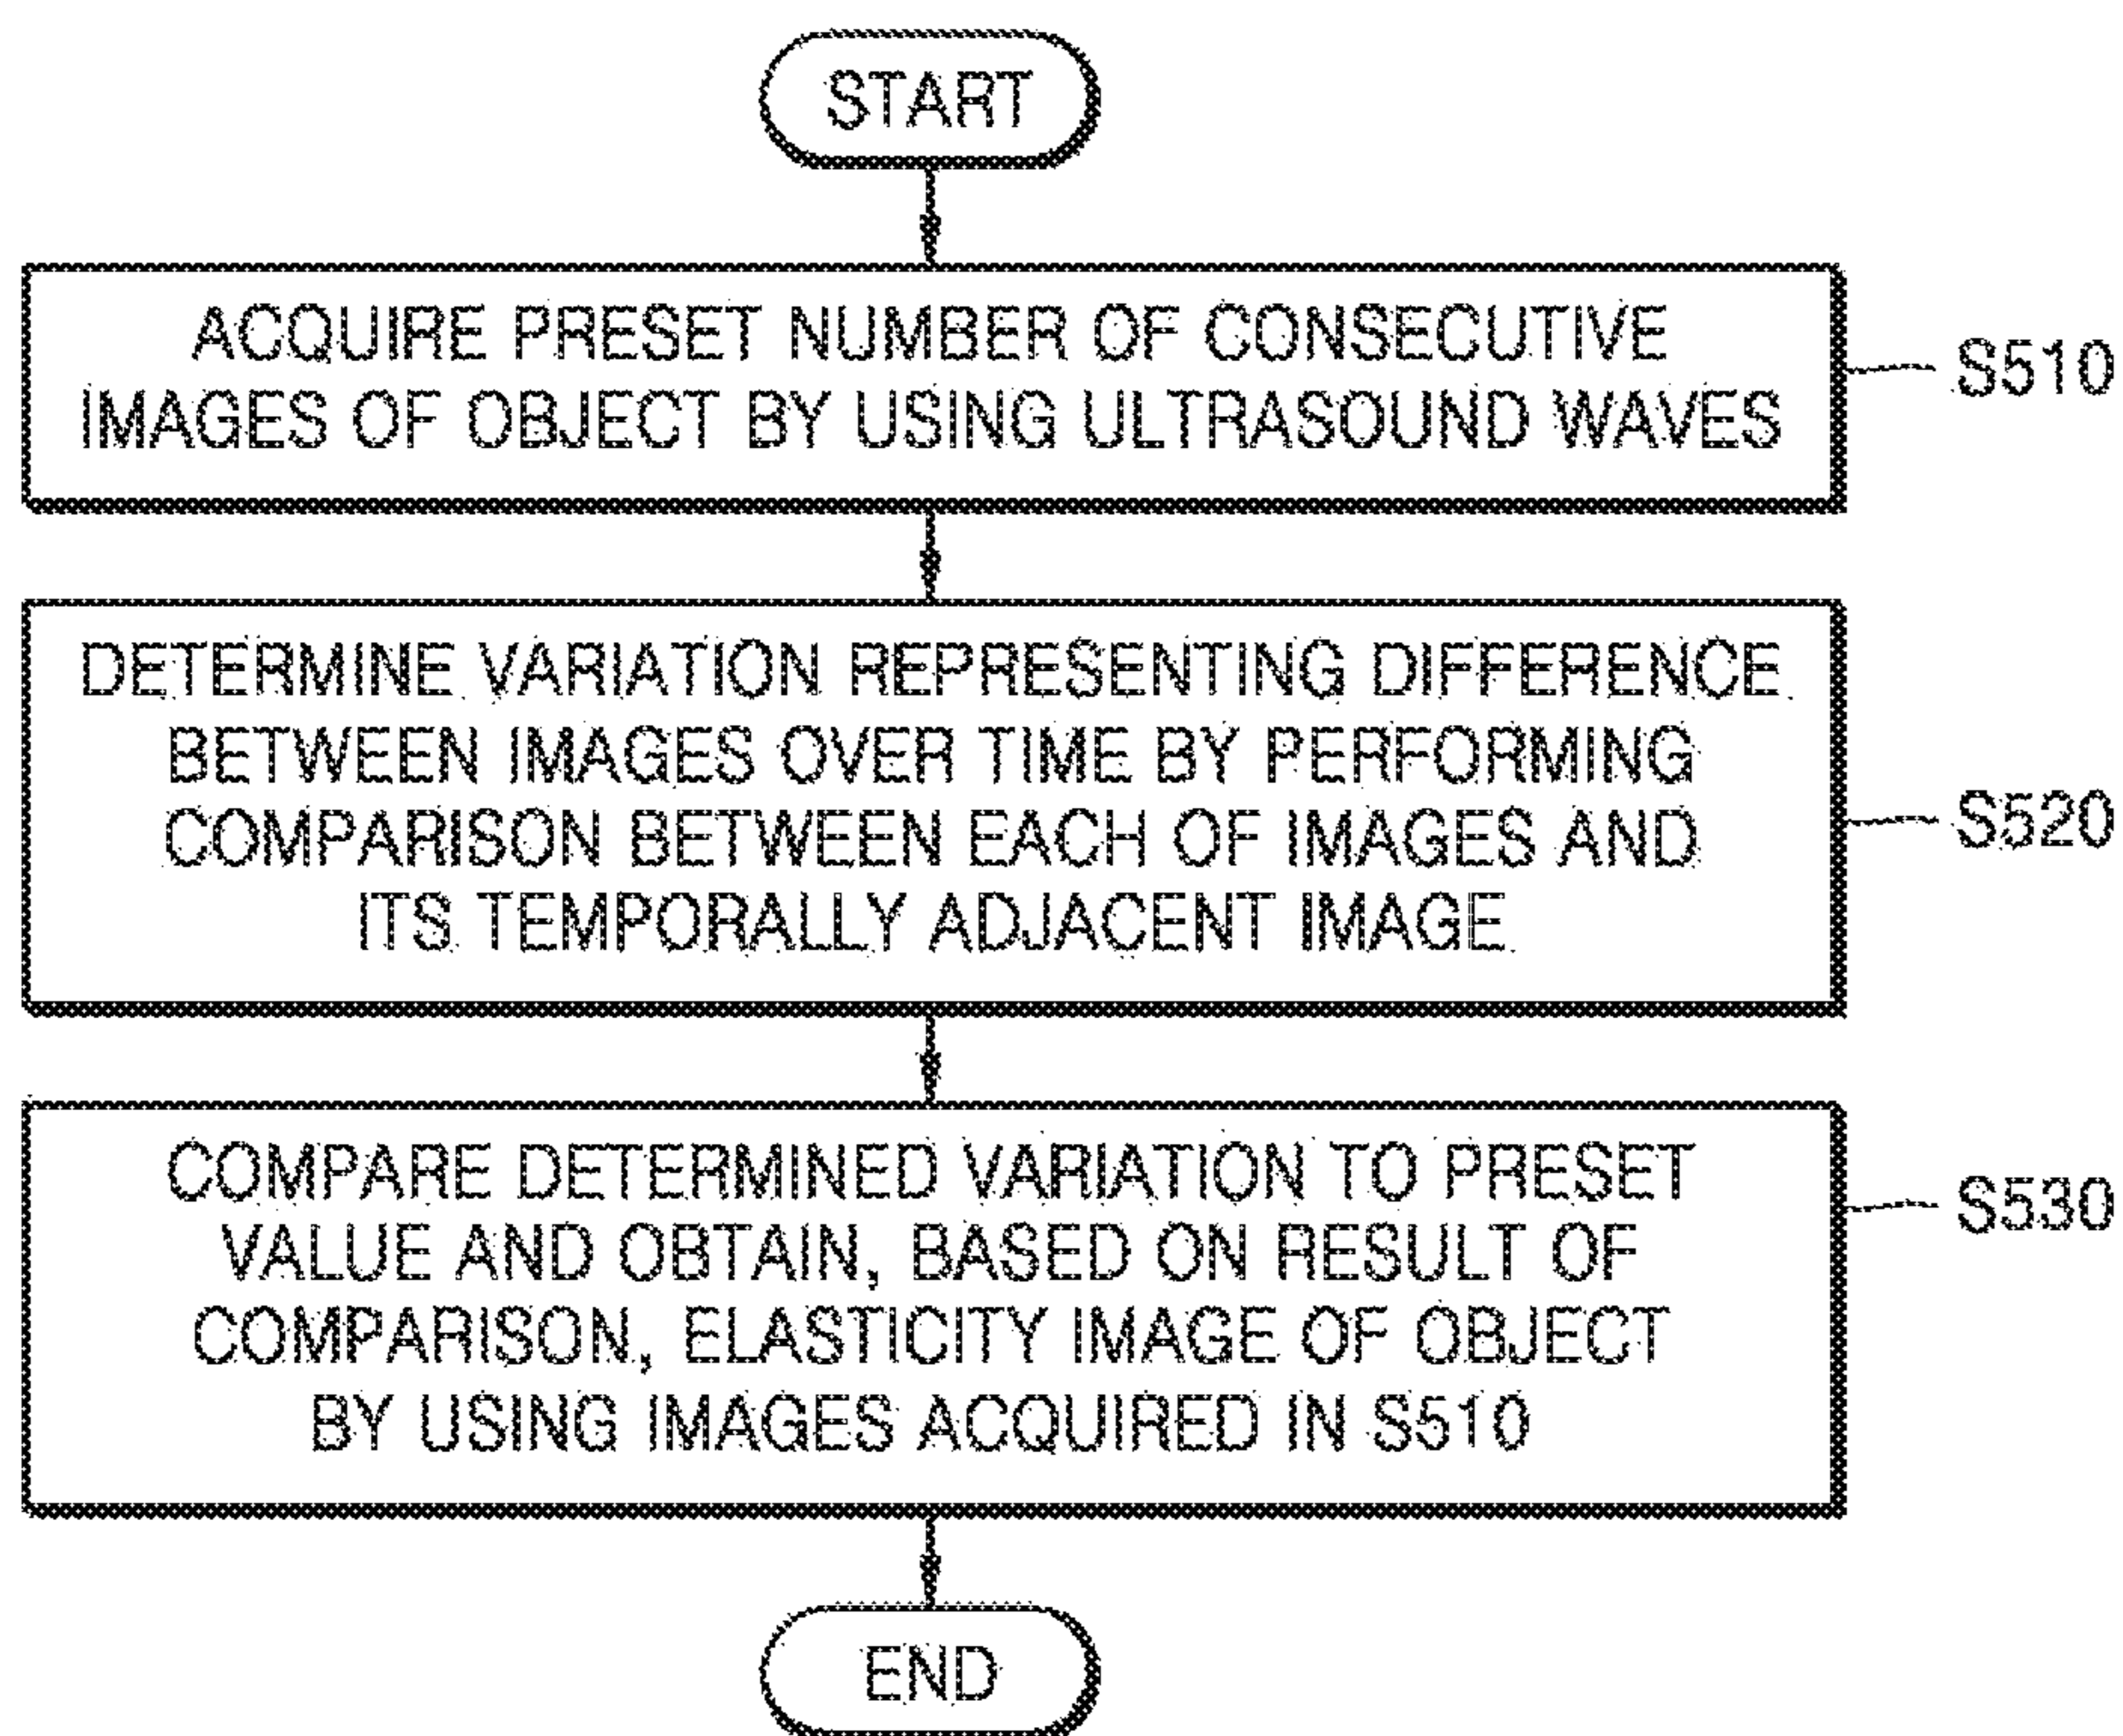 START
ACQUIRE PRESET NUMBER OF CONSECUTIVE
IMAGES OF OBJECT BY USING ULTRASOUND WAVES
S510
DETERMINE VARIATION REPRESENTING DIFFERENCE
BETWEEN IMAGES OVER TIME BY PERFORMING
COMPARISON BETWEEN EACH OF IMAGES AND
ITS TEMPORALLY ADJACENT IMAGE
S520
COMPARE DETERMINED VARIATION TO PRESET
VALUE AND OBTAIN, BASED ON RESULT OF
COMPARISON, ELASTICITY IMAGE OF OBJECT
BY USING IMAGES ACQUIRED IN S510
S530
END